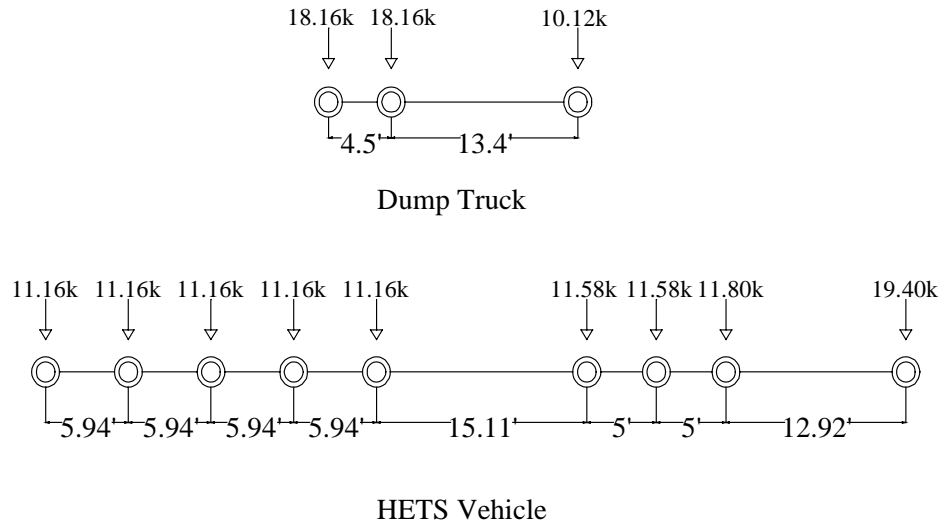 18.16k 18.16k 10.12k
4.5' 13.4'
Dump Truck
11.16k 11.16k 11.16k 11.16k 11.16k 11.58k 11.58k 11.80k 19.40k
5.94' 5.94' 5.94' 5.94' 15.11' 5' 5' 12.92'
HETS Vehicle